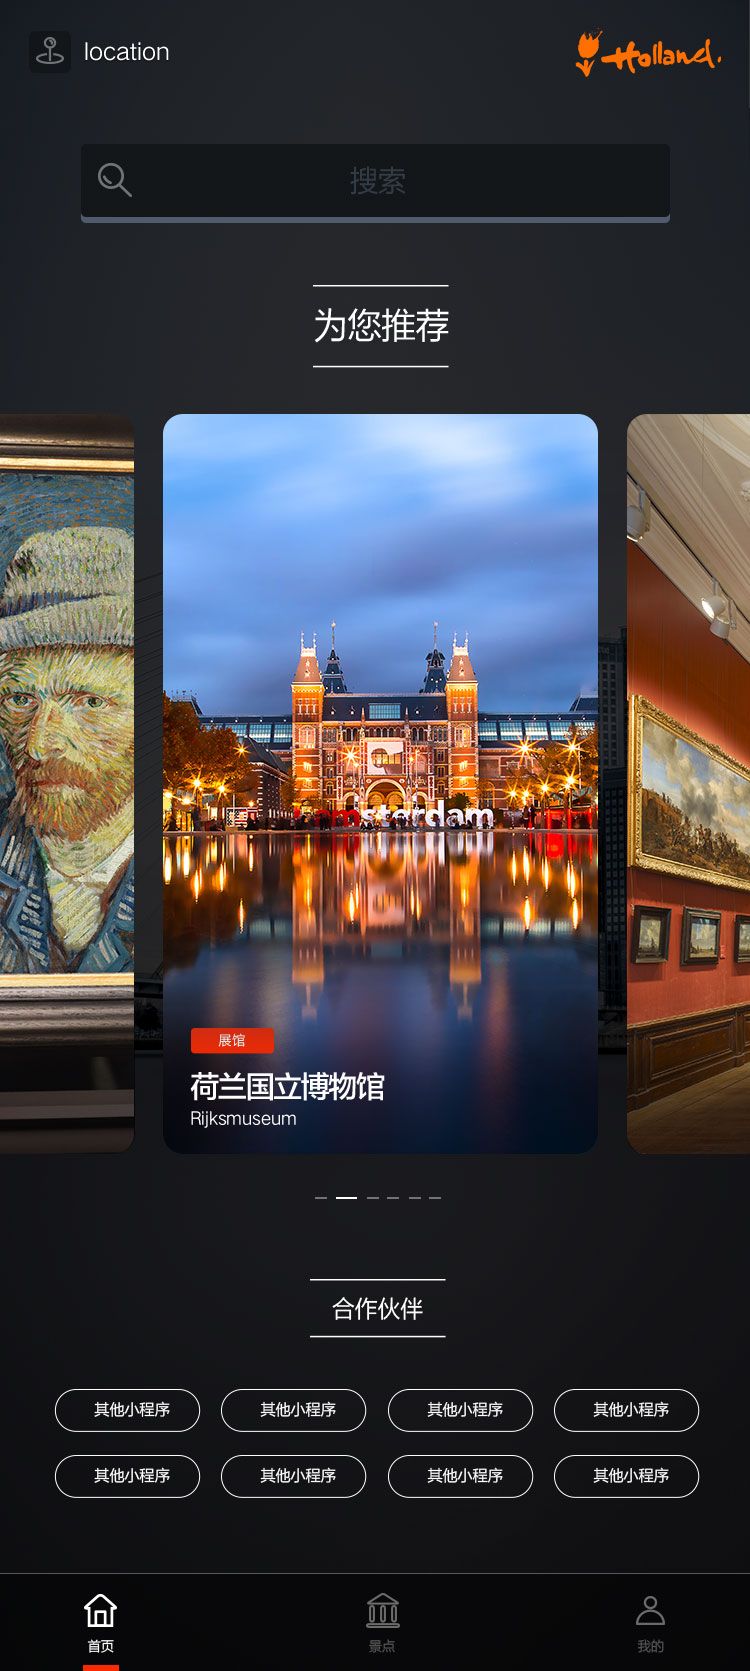 location
Holland.
搜索
为您推荐
msterdam
展馆
荷兰国立博物馆
Rijksmuseum
合作伙伴
其他小程序 其他小程序 其他小程序 其他小程序
其他小程序 其他小程序 其他小程序 其他小程序
首页 景点 我的